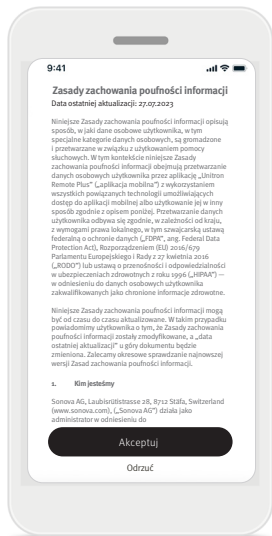 9:41
Zasady zachowania poufności informacji
Data ostatniej aktualizacji: 27.07.2023
Niniejsze Zasady zachowania poufności informacji opisują
sposób, w jaki dane osobowe użytkownika, w tym
specjalne kategorie danych osobowych, są gromadzone
i przetwarzane w związku z użytkowaniem pomocy
słuchowych. W tym kontekście niniejsze Zasady
zachowania poufności informacji obejmują przetwarzanie
danych osobowych użytkownika przez aplikację „Unitron
Remote Plus” („aplikacja mobilna”) z wykorzystaniem
wszystkich powiązanych technologii umożliwiających
dostęp do aplikacji mobilnej albo używanie jej w inny
sposób zgodnie z opisem poniżej. Przetwarzanie danych
użytkownika odbywa się zgodnie, w zależności od kraju,
z wymogami prawa lokalnego, w tym szwajcarską ustawą
federalną o ochronie danych („FDPA”, ang. Federal Data
Protection Act), Rozporządzeniem (EU) 2016/679
Parlamentu Europejskiego i Rady z 27 kwietnia 2016
(„RODO”) lub ustawą o przenośności i odpowiedzialności
w ubezpieczeniach zdrowotnych z roku 1996 („HIPAA”) —
w odniesieniu do danych osobowych użytkownika
zakwalifikowanych jako chronione informacje zdrowotne.
Niniejsze Zasady zachowania poufności informacji mogą
być od czasu do czasu aktualizowane. W takim przypadku
powiadomimy użytkownika o tym, że Zasady zachowania
poufności informacji zostały zmodyfikowane, a „data
ostatniej aktualizacji” u góry dokumentu będzie
zmieniona. Zalecamy okresowe sprawdzanie najnowszej
wersji Zasad zachowania poufności informacji.
1. Kim jesteśmy
Sonova AG, Laubisrütistrasse 28, 8712 Stäfa, Switzerland
(www.sonova.com), („Sonova AG”) działa jako
administrator w odniesieniu do
Akceptuj
Odrzuć